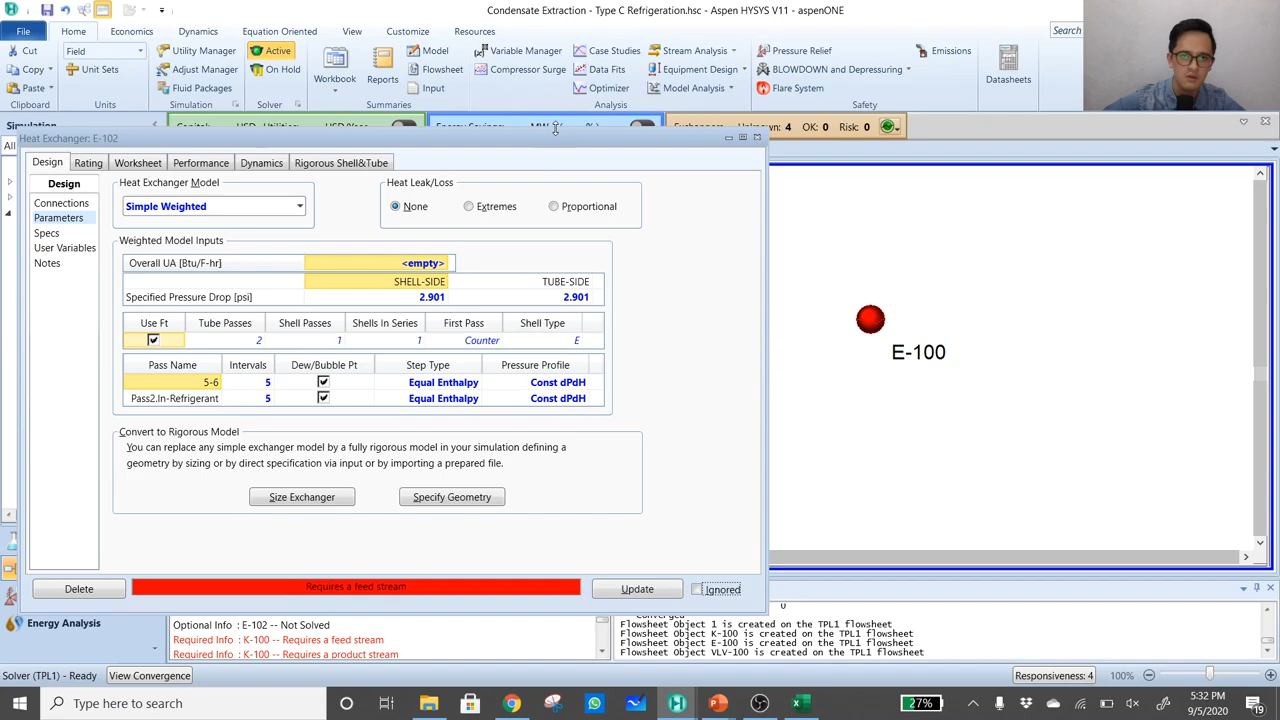 Condensate Extraction - Type C Refrigeration.hsc - Aspen HYSYS V11 - aspenONE
File Home Economics Dynamics Equation Oriented View Customize Resources Search
Cut Field Utility Manager Active Model Variable Manager Case Studies Stream Analysis Pressure Relief Emissions
Copy Unit Sets Adjust Manager On Hold Workbook Reports Flowsheet Compressor Surge Data Fits Equipment Design BLOWDOWN and Depressuring Datasheets
Paste Fluid Packages Input Optimizer Model Analysis Flare System
Clipboard Units Simulation Solver Summaries Analysis Safety
Simulation Unknown: 4 OK: 0 Risk: 0
All Heat Exchanger: E-102
Design Rating Worksheet Performance Dynamics Rigorous Shell&Tube
Design
Connections
Parameters
Specs
User Variables
Notes
Heat Exchanger Model Heat Leak/Loss
Simple Weighted None Extremes Proportional
Weighted Model Inputs
Overall UA [Btu/F-hr] <empty>
SHELL-SIDE TUBE-SIDE
Specified Pressure Drop [psi] 2.901 2.901
Use Ft Tube Passes Shell Passes Shells In Series First Pass Shell Type
2 1 1 Counter E
Pass Name Intervals Dew/Bubble Pt Step Type Pressure Profile
5-6 5 Equal Enthalpy Const dPdH
Pass2.In-Refrigerant 5 Equal Enthalpy Const dPdH
Convert to Rigorous Model
You can replace any simple exchanger model by a fully rigorous model in your simulation defining a
geometry by sizing or by direct specification via input or by importing a prepared file.
Size Exchanger Specify Geometry
Delete Requires a feed stream Update Ignored
E-100
Energy Analysis
Optional Info : E-102 -- Not Solved
Required Info : K-100 -- Requires a feed stream
Required Info : K-100 -- Requires a product stream
Flowsheet Object 1 is created on the TPL1 flowsheet
Flowsheet Object K-100 is created on the TPL1 flowsheet
Flowsheet Object E-100 is created on the TPL1 flowsheet
Flowsheet Object VLV-100 is created on the TPL1 flowsheet
Solver (TPL1) - Ready View Convergence Responsiveness: 4 100%
Type here to search 27% 5:32 PM
9/5/2020 19